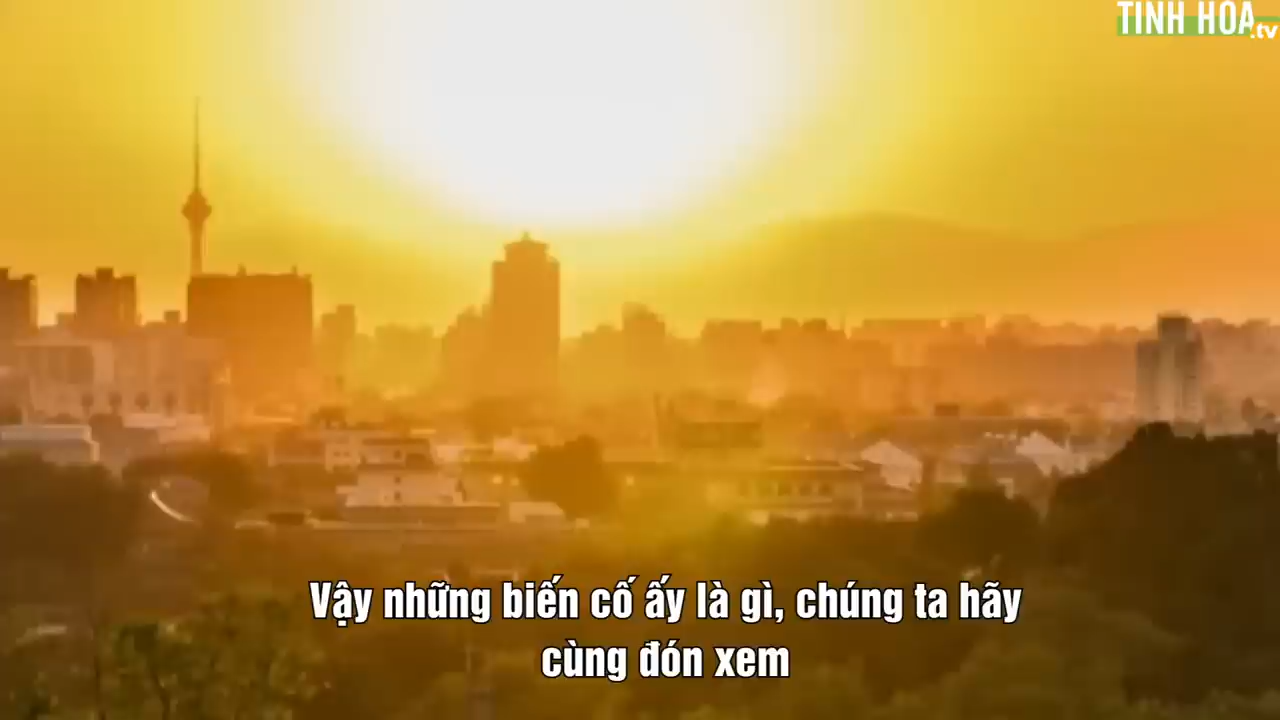 TINH HOA
.tv
Vậy những biến cố ấy là gì, chúng ta hãy
cùng đón xem